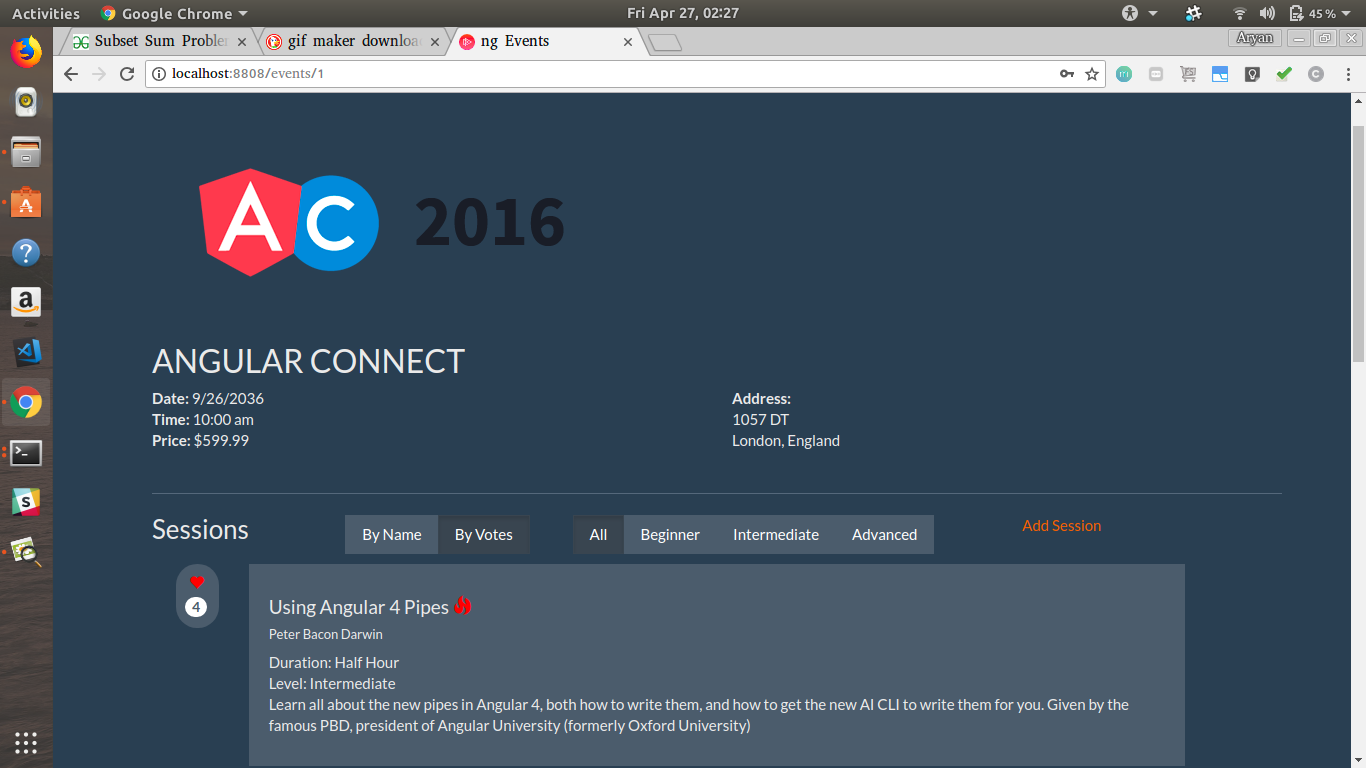 Activities Google Chrome Fri Apr 27, 02:27 45 %
Subset Sum Proble gif maker downloa ng Events Aryan
localhost:8808/events/1
AC 2016
ANGULAR CONNECT
Date: 9/26/2036
Time: 10:00 am
Price: $599.99
Address:
1057 DT
London, England
Sessions By Name By Votes All Beginner Intermediate Advanced Add Session
4
Using Angular 4 Pipes
Peter Bacon Darwin
Duration: Half Hour
Level: Intermediate
Learn all about the new pipes in Angular 4, both how to write them, and how to get the new AI CLI to write them for you. Given by the
famous PBD, president of Angular University (formerly Oxford University)